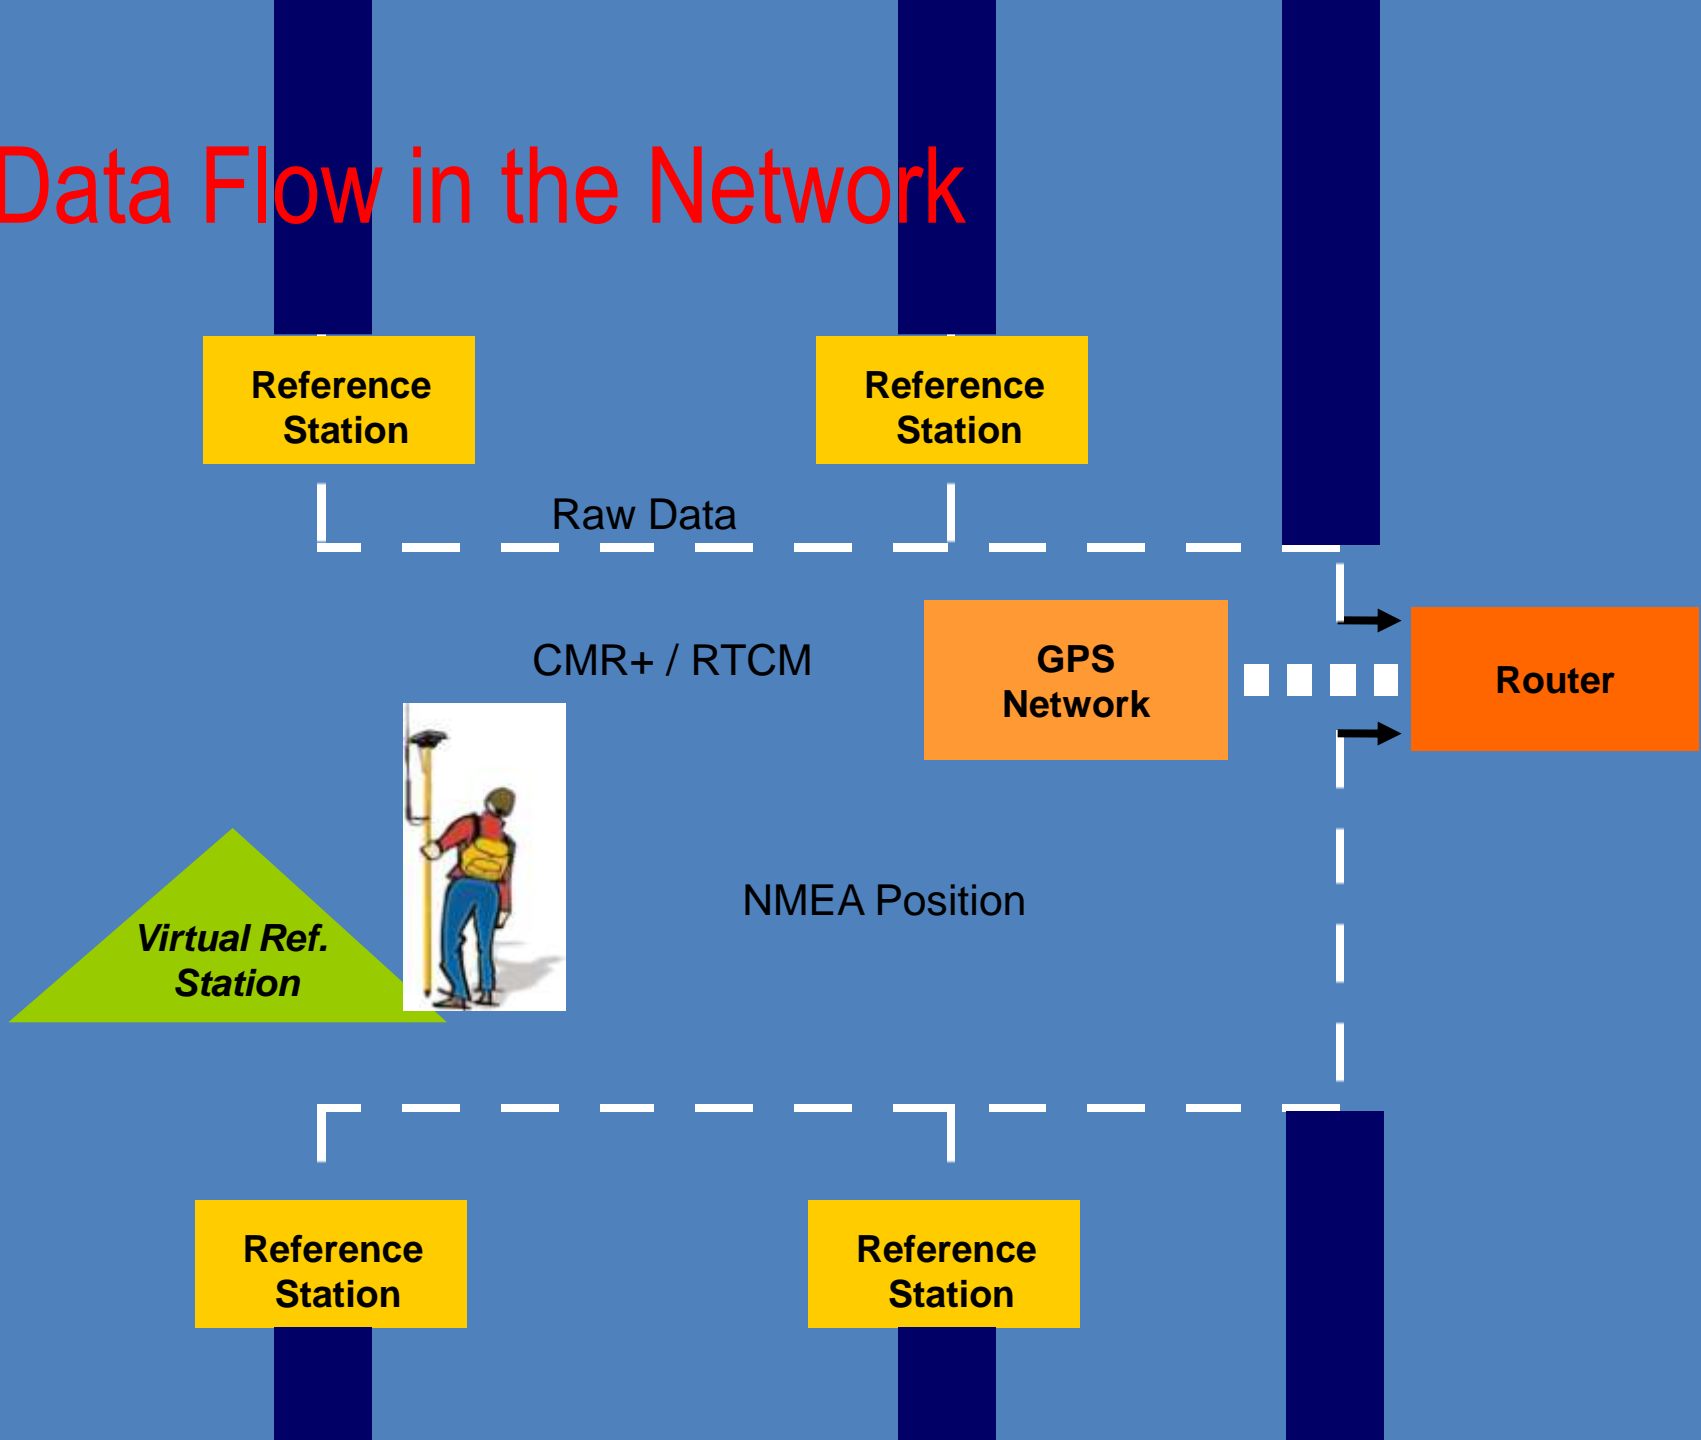 Data Flow in the Network
Reference
Station
Reference
Station
Raw Data
CMR+ / RTCM
GPS
Network
Router
NMEA Position
Virtual Ref.
Station
Reference
Station
Reference
Station